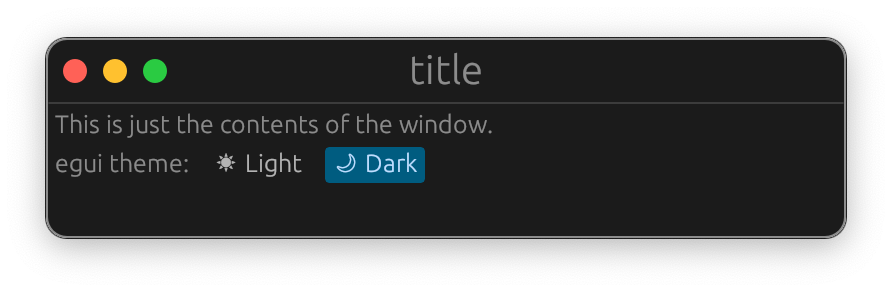 title
This is just the contents of the window.
egui theme: ☀ Light 🌙 Dark